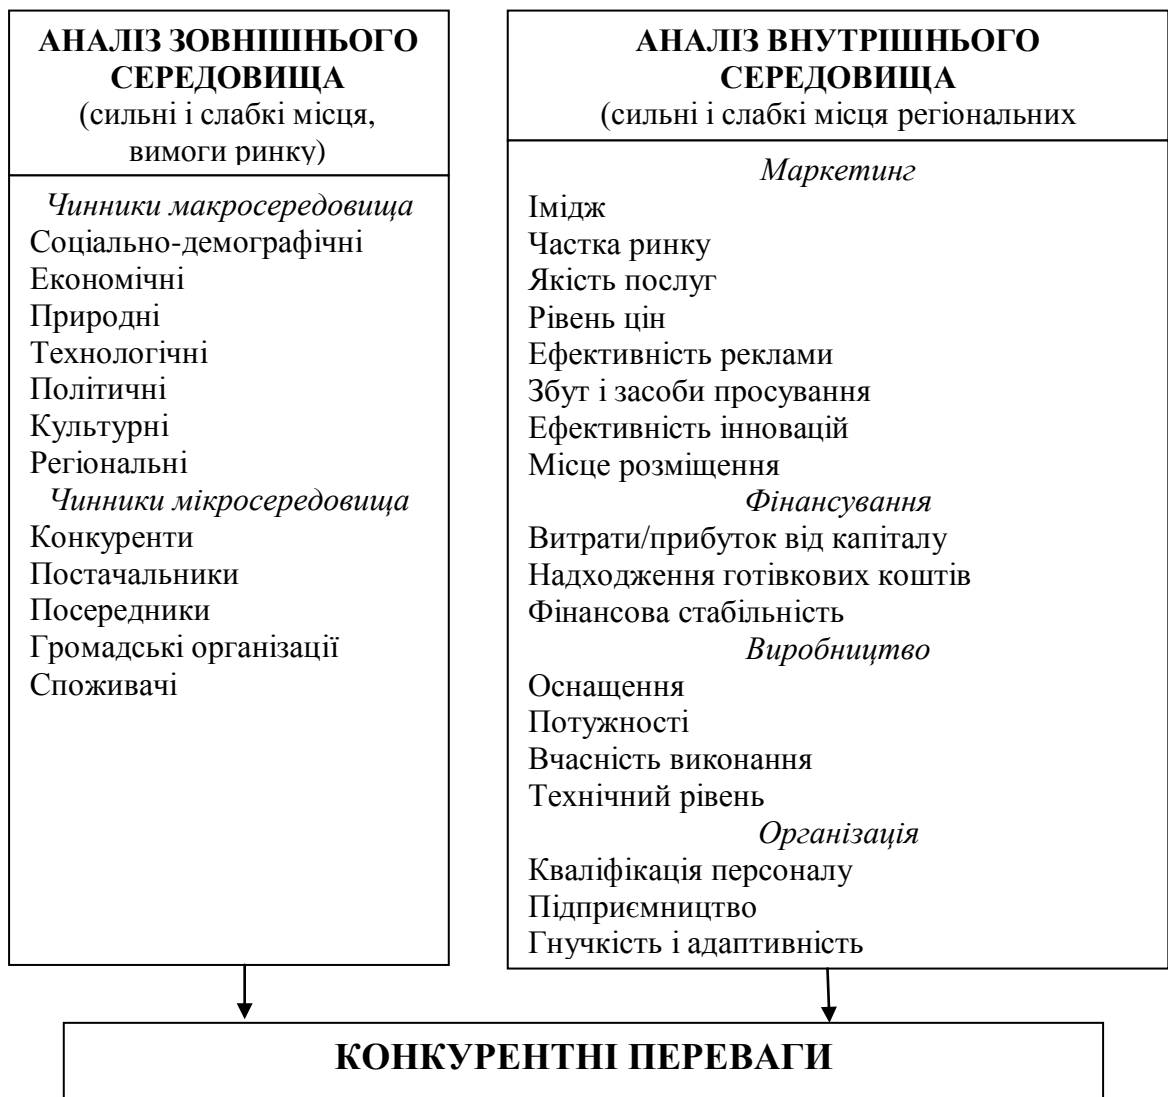 АНАЛІЗ ЗОВНІШНЬОГО
СЕРЕДОВИЩА
(сильні і слабкі місця,
вимоги ринку)
Чинники макросередовища
Соціально-демографічні
Економічні
Природні
Технологічні
Політичні
Культурні
Регіональні
Чинники мікросередовища
Конкуренти
Постачальники
Посередники
Громадські організації
Споживачі
АНАЛІЗ ВНУТРІШНЬОГО
СЕРЕДОВИЩА
(сильні і слабкі місця регіональних
Маркетинг
Імідж
Частка ринку
Якість послуг
Рівень цін
Ефективність реклами
Збут і засоби просування
Ефективність інновацій
Місце розміщення
Фінансування
Витрати/прибуток від капіталу
Надходження готівкових коштів
Фінансова стабільність
Виробництво
Оснащення
Потужності
Вчасність виконання
Технічний рівень
Організація
Кваліфікація персоналу
Підприємництво
Гнучкість і адаптивність
КОНКУРЕНТНІ ПЕРЕВАГИ